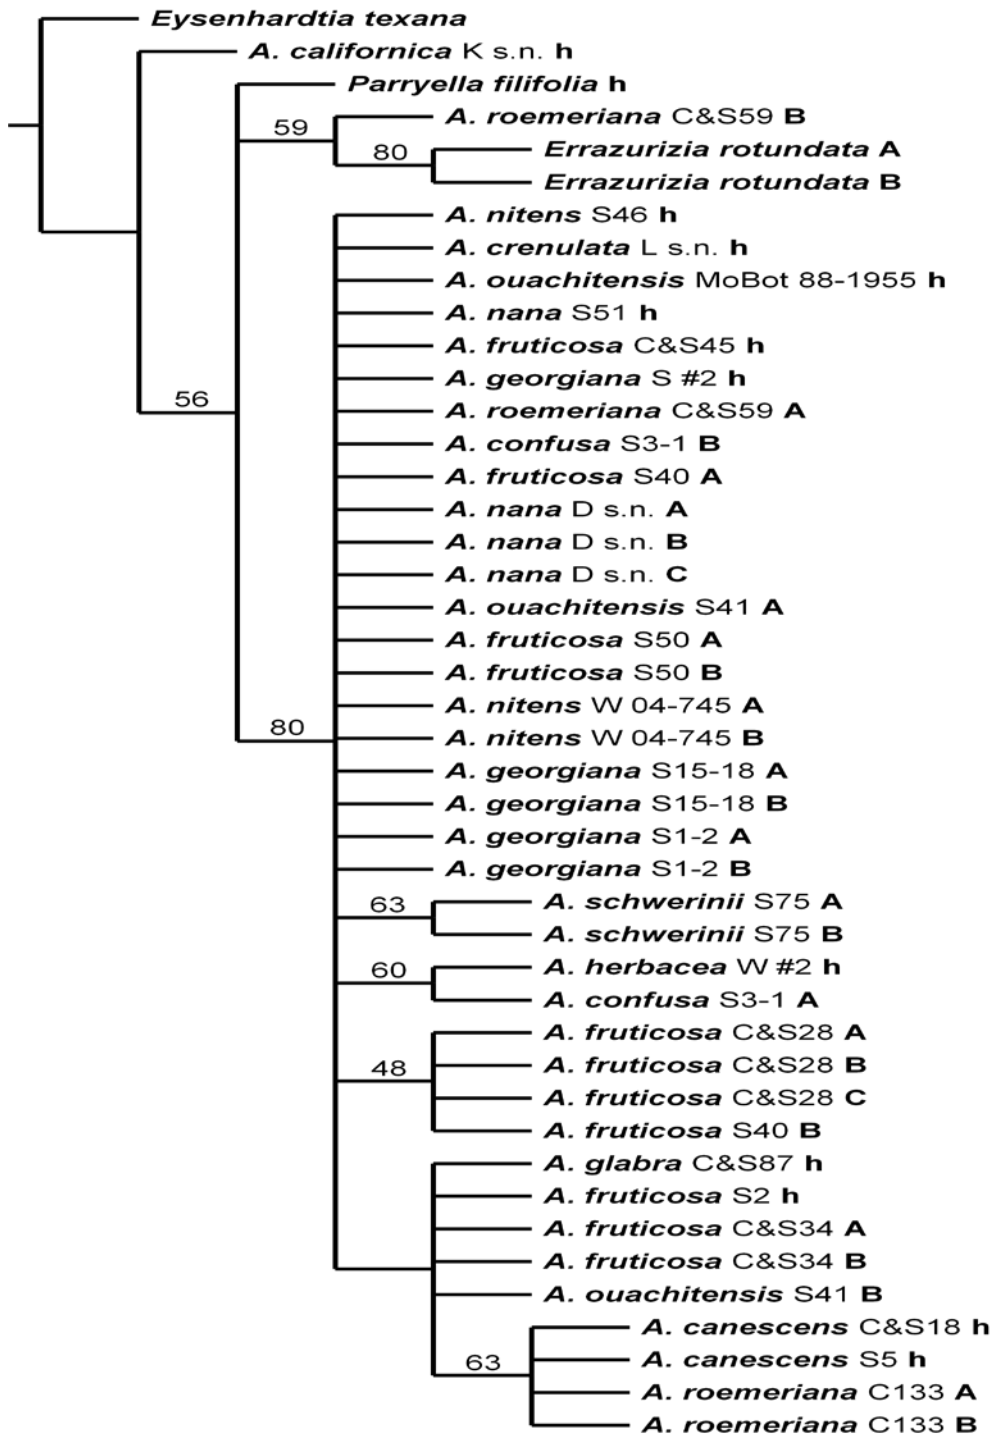 Eysenhardtia texana
A. californica K s.n. h
Parryella filifolia h
59
A. roemeriana C&S59 B
80
Errazurizia rotundata A
Errazurizia rotundata B
A. nitens S46 h
A. crenulata L s.n. h
A. ouachitensis MoBot 88-1955 h
A. nana S51 h
A. fruticosa C&S45 h
A. georgiana S #2 h
56
A. roemeriana C&S59 A
A. confusa S3-1 B
A. fruticosa S40 A
A. nana D s.n. A
A. nana D s.n. B
A. nana D s.n. C
A. ouachitensis S41 A
A. fruticosa S50 A
A. fruticosa S50 B
A. nitens W 04-745 A
80
A. nitens W 04-745 B
A. georgiana S15-18 A
A. georgiana S15-18 B
A. georgiana S1-2 A
A. georgiana S1-2 B
63
A. schwerinii S75 A
A. schwerinii S75 B
60
A. herbacea W #2 h
A. confusa S3-1 A
A. fruticosa C&S28 A
48
A. fruticosa C&S28 B
A. fruticosa C&S28 C
A. fruticosa S40 B
A. glabra C&S87 h
A. fruticosa S2 h
A. fruticosa C&S34 A
A. fruticosa C&S34 B
A. ouachitensis S41 B
A. canescens C&S18 h
63
A. canescens S5 h
A. roemeriana C133 A
A. roemeriana C133 B